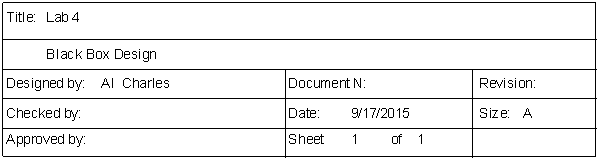 Title: Lab 4
Black Box Design
Designed by: Al Charles Document N: Revision:
Checked by: Date: 9/17/2015 Size: A
Approved by: Sheet 1 of 1